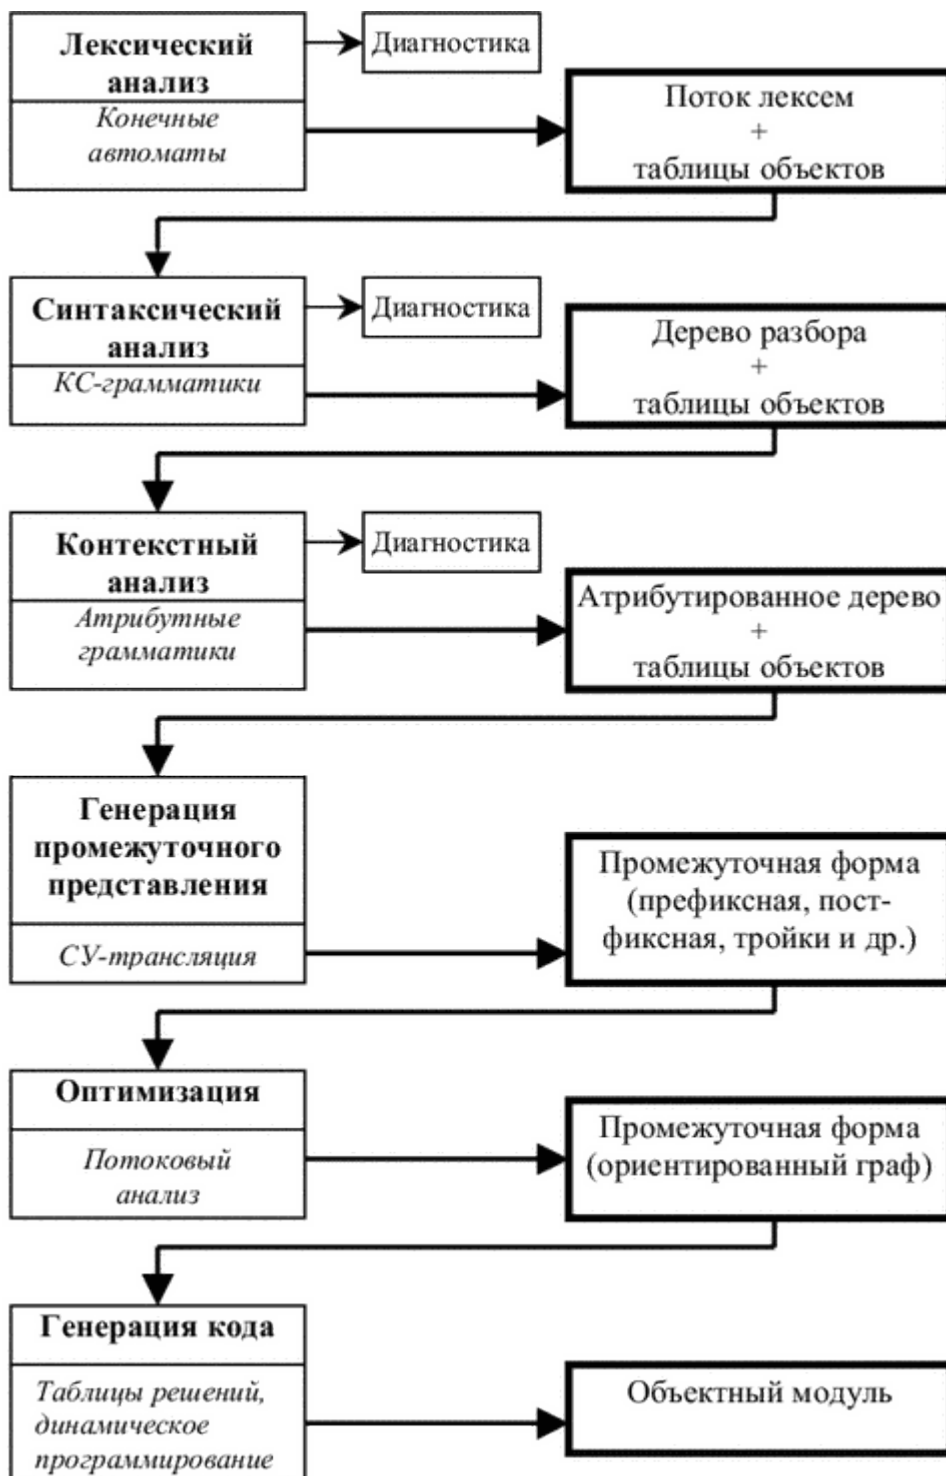 Лексический
анализ
Конечные
автоматы
Диагностика
Поток лексем
+
таблицы объектов
Синтаксический
анализ
КС-грамматики
Диагностика
Дерево разбора
+
таблицы объектов
Контекстный
анализ
Атрибутные
грамматики
Диагностика
Атрибутированное дерево
+
таблицы объектов
Генерация
промежуточного
представления
СУ-трансляция
Промежуточная форма
(префиксная, пост-
фиксная, тройки и др.)
Оптимизация
Потоковый
анализ
Промежуточная форма
(ориентированный граф)
Генерация кода
Таблицы решений,
динамическое
программирование
Объектный модуль